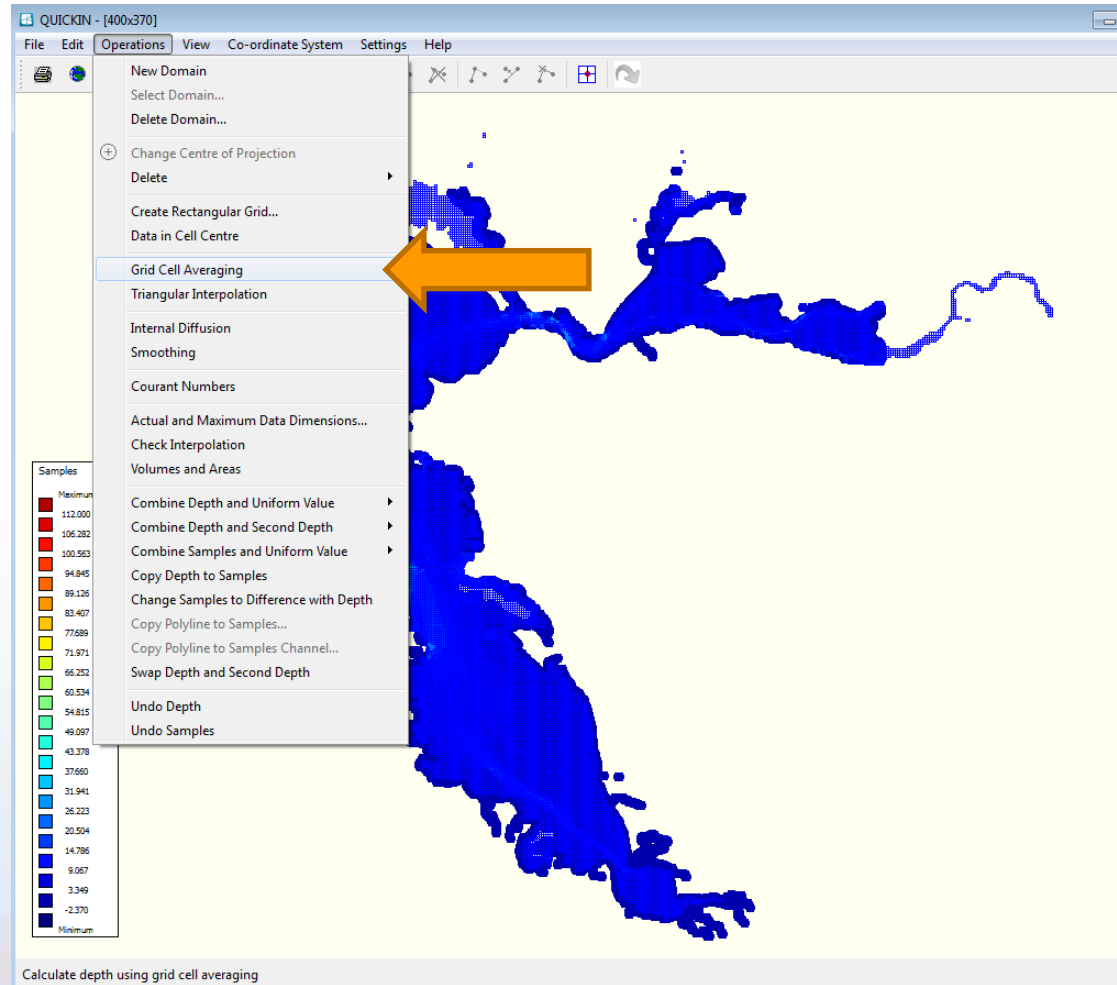 QUICKIN - [400x370]
File Edit Operations View Co-ordinate System Settings Help
New Domain
Select Domain...
Delete Domain...
Change Centre of Projection
Delete
Create Rectangular Grid...
Data in Cell Centre
Grid Cell Averaging
Triangular Interpolation
Internal Diffusion
Smoothing
Courant Numbers
Actual and Maximum Data Dimensions...
Check Interpolation
Volumes and Areas
Combine Depth and Uniform Value
Combine Depth and Second Depth
Combine Samples and Uniform Value
Copy Depth to Samples
Change Samples to Difference with Depth
Copy Polyline to Samples...
Copy Polyline to Samples Channel...
Swap Depth and Second Depth
Undo Depth
Undo Samples
Samples
Maximum
112.000
106.282
100.563
94.845
89.126
83.407
77.689
71.971
66.252
60.534
54.815
49.097
43.378
37.660
31.941
26.223
20.504
14.786
9.067
3.349
-2.370
Minimum
Calculate depth using grid cell averaging